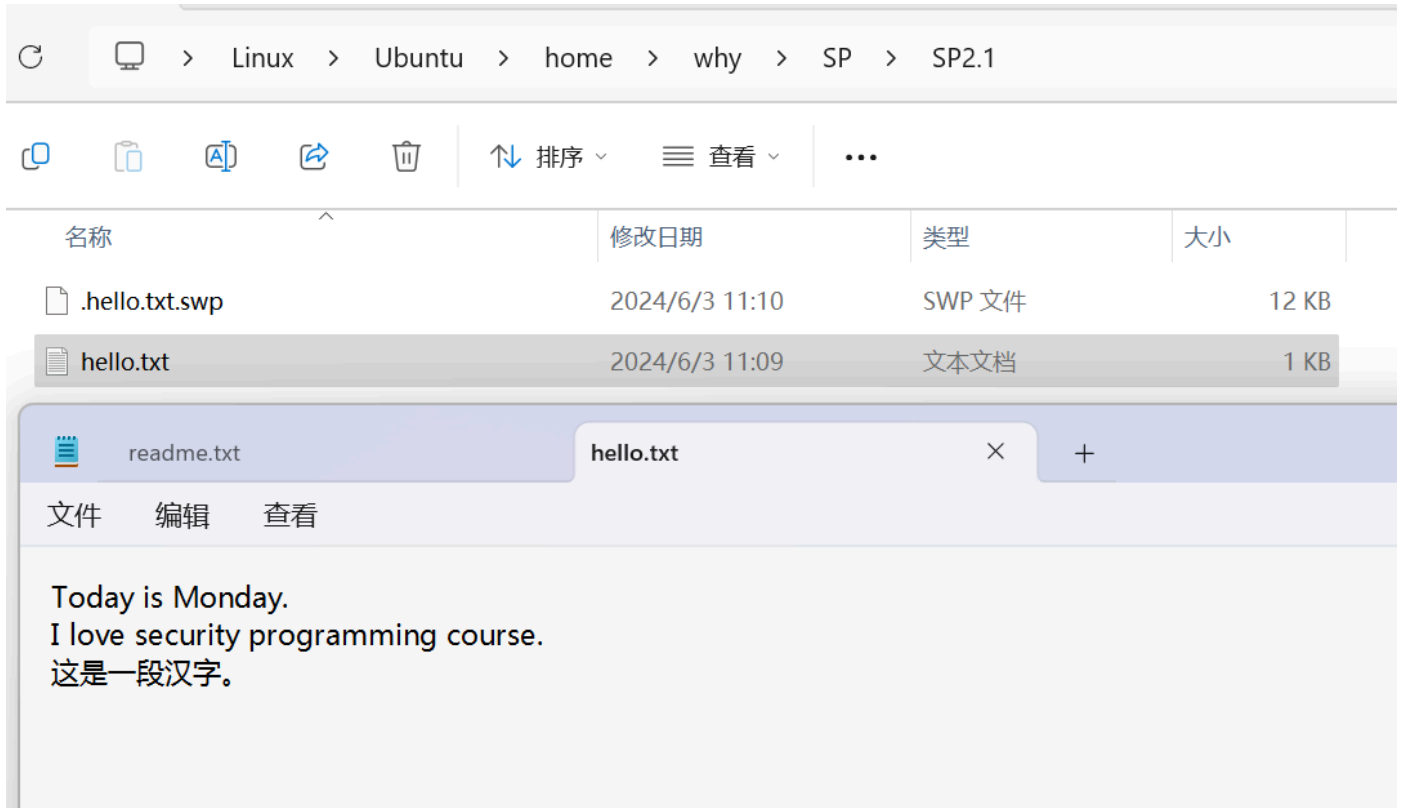 Linux > Ubuntu > home > why > SP > SP2.1
排序 查看
名称 修改日期 类型 大小
.hello.txt.swp 2024/6/3 11:10 SWP 文件 12 KB
hello.txt 2024/6/3 11:09 文本文档 1 KB
readme.txt hello.txt
文件 编辑 查看
Today is Monday.
I love security programming course.
这是一段汉字。